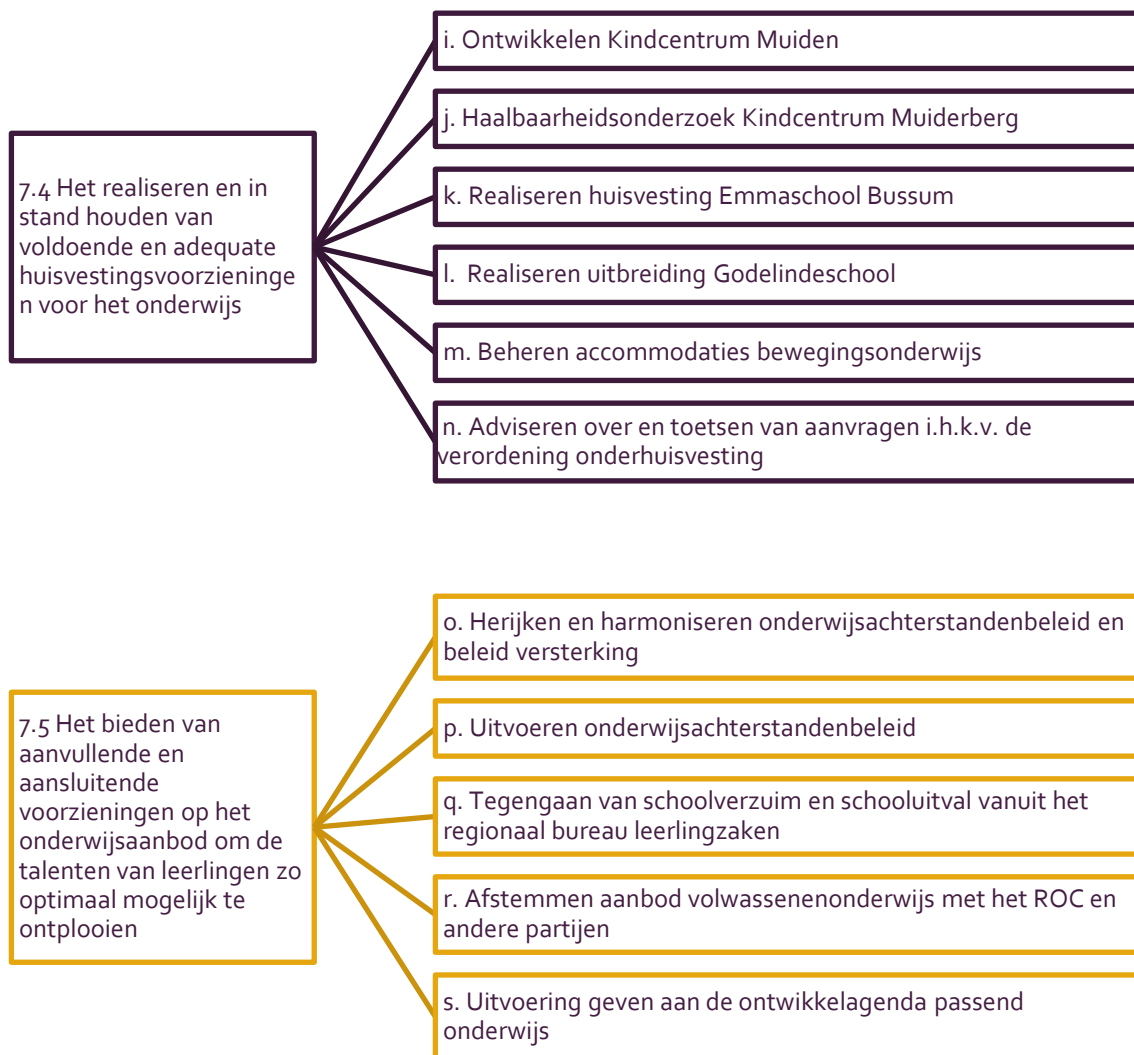 i. Ontwikkelen Kindcentrum Muiden
j. Haalbaarheidsonderzoek Kindcentrum Muiderberg
7.4 Het realiseren en in
stand houden van
voldoende en adequate
huisvestingsvoorzieninge
n voor het onderwijs
k. Realiseren huisvesting Emmaschool Bussum
l.  Realiseren uitbreiding Godelindeschool
m. Beheren accommodaties bewegingsonderwijs
n. Adviseren over en toetsen van aanvragen i.h.k.v. de
verordening onderhuisvesting
o. Herijken en harmoniseren onderwijsachterstandenbeleid en
beleid versterking
7.5 Het bieden van
aanvullende en
aansluitende
voorzieningen op het
onderwijsaanbod om de
talenten van leerlingen zo
optimaal mogelijk te
ontplooien
p. Uitvoeren onderwijsachterstandenbeleid
q. Tegengaan van schoolverzuim en schooluitval vanuit het
regionaal bureau leerlingzaken
r. Afstemmen aanbod volwassenenonderwijs met het ROC en
andere partijen
s. Uitvoering geven aan de ontwikkelagenda passend
onderwijs